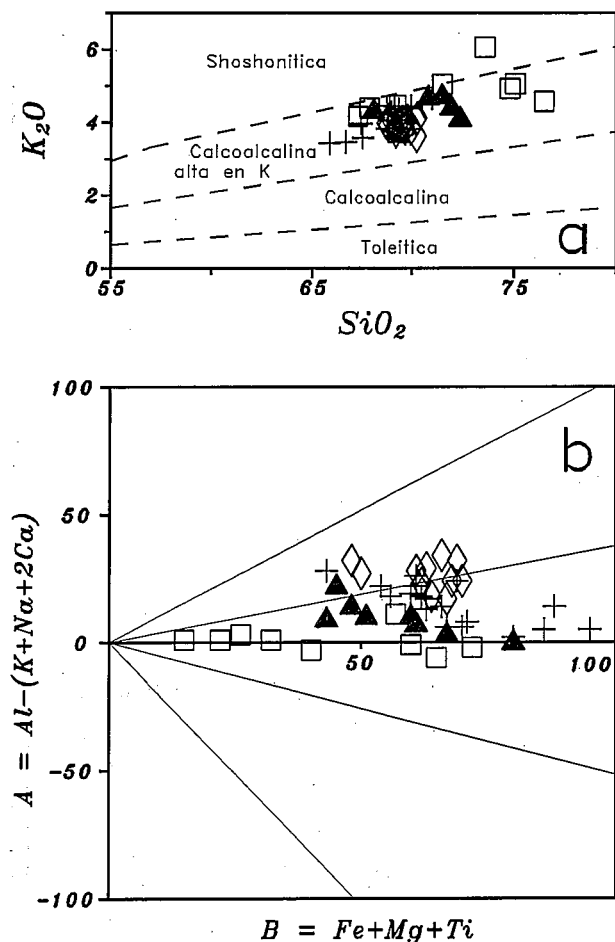 K₂O
6
4
2
0
Shoshonitica
Calcoalcalina
alta en K
Calcoalcalina
Toleitica
a
55
65
75
SiO₂
100
50
0
-50
-100
A = Al-(K+Na+2Ca)
b
50
100
B = Fe+Mg+Ti